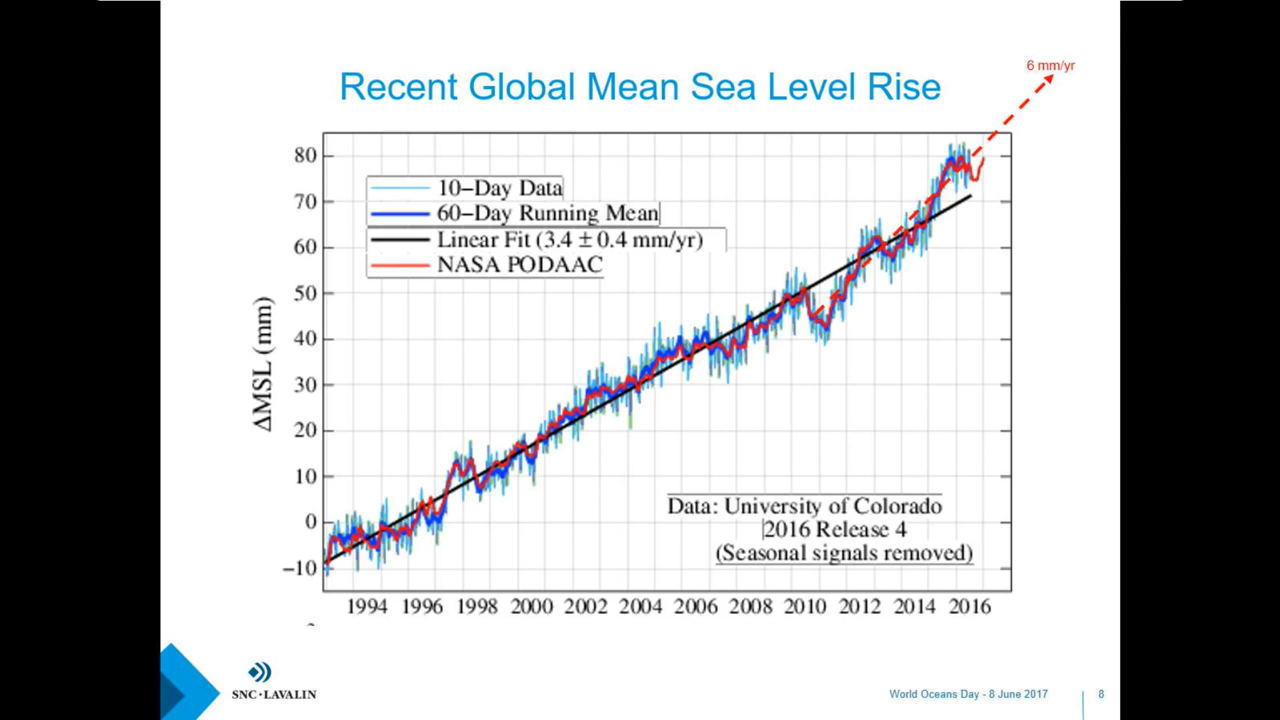 6 mm/yr
Recent Global Mean Sea Level Rise
80
70
60
50
40
30
20
10
0
−10
ΔMSL (mm)
10−Day Data
60−Day Running Mean
Linear Fit (3.4 ± 0.4 mm/yr)
NASA PODAAC
Data: University of Colorado
2016 Release 4
(Seasonal signals removed)
1994 1996 1998 2000 2002 2004 2006 2008 2010 2012 2014 2016
SNC·LAVALIN
World Oceans Day - 8 June 2017
8